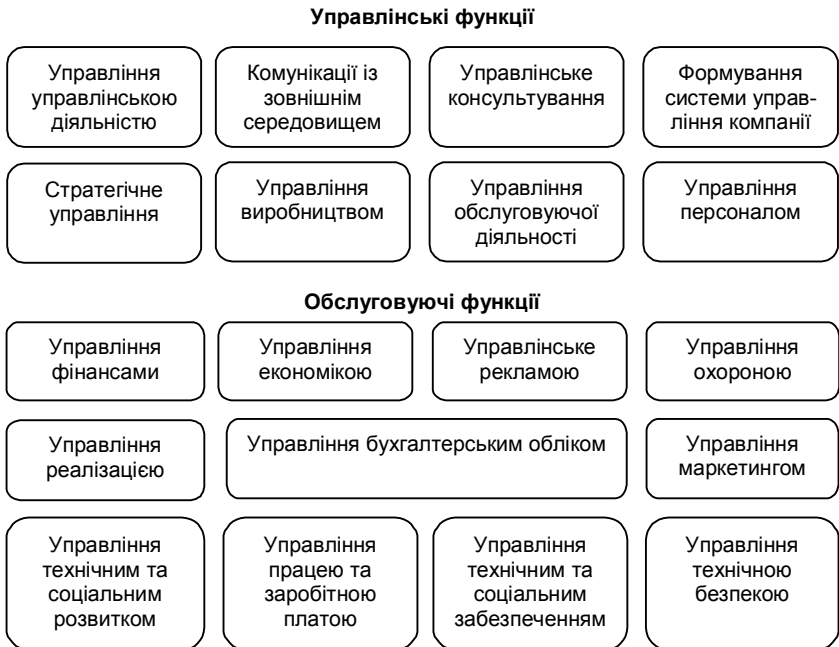 Управлінські функції
Управління
управлінською
діяльністю
Комунікації із
зовнішнім
середовищем
Управлінське
консультування
Формування
системи управ-
ління компанії
Стратегічне
управління
Управління
виробництвом
Управління
обслуговуючої
діяльності
Управління
персоналом
Обслуговуючі функції
Управління
фінансами
Управління
економікою
Управлінське
рекламою
Управління
охороною
Управління
реалізацією
Управління бухгалтерським обліком
Управління
маркетингом
Управління
технічним та
соціальним
розвитком
Управління
працею та
заробітною
платою
Управління
технічним та
соціальним
забезпеченням
Управління
технічною
безпекою